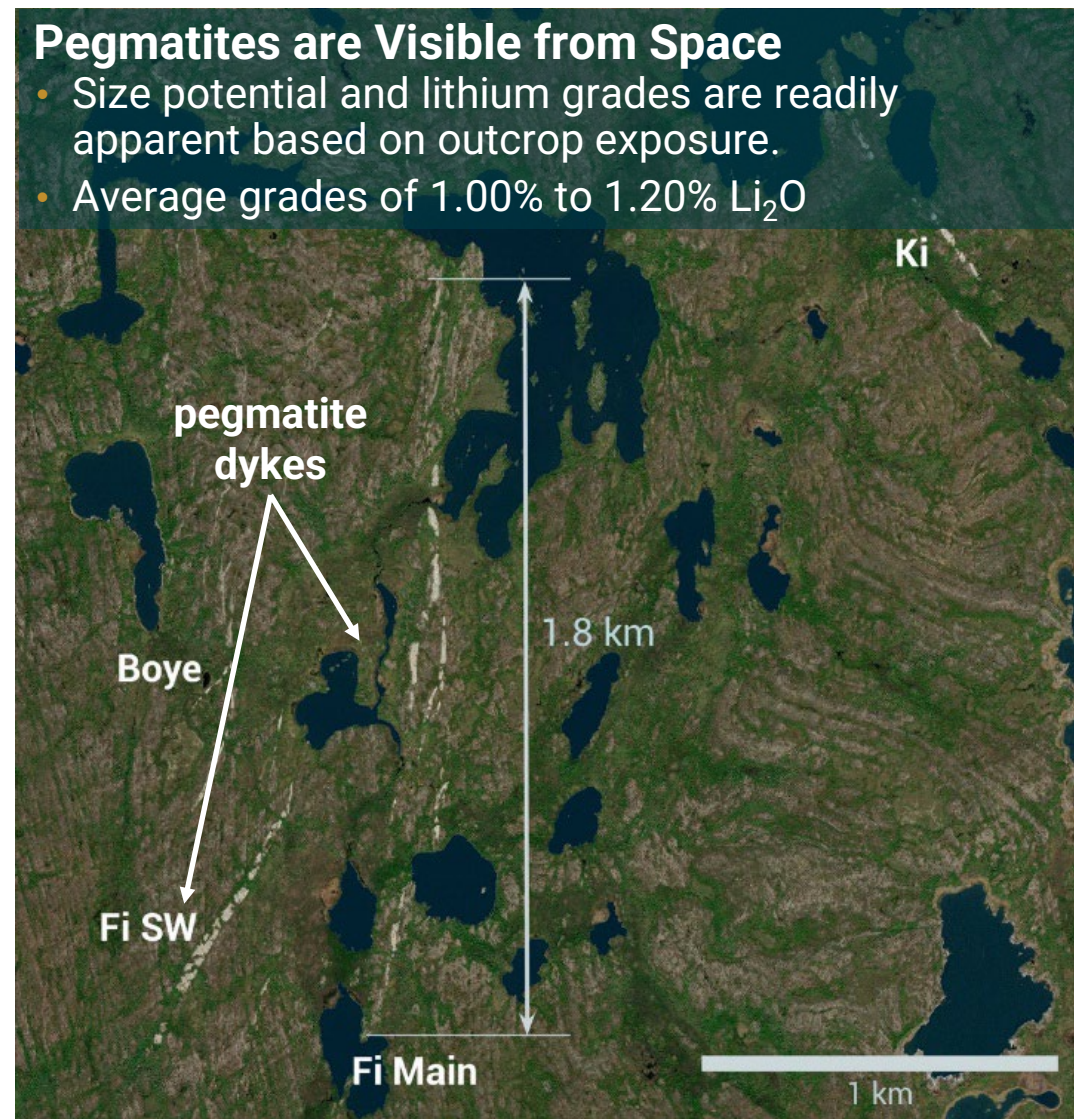 Pegmatites are Visible from Space
• Size potential and lithium grades are readily
apparent based on outcrop exposure.
• Average grades of 1.00% to 1.20% Li₂O
Ki
pegmatite
dykes
1.8 km
Boye
Fi SW
Fi Main
1 km